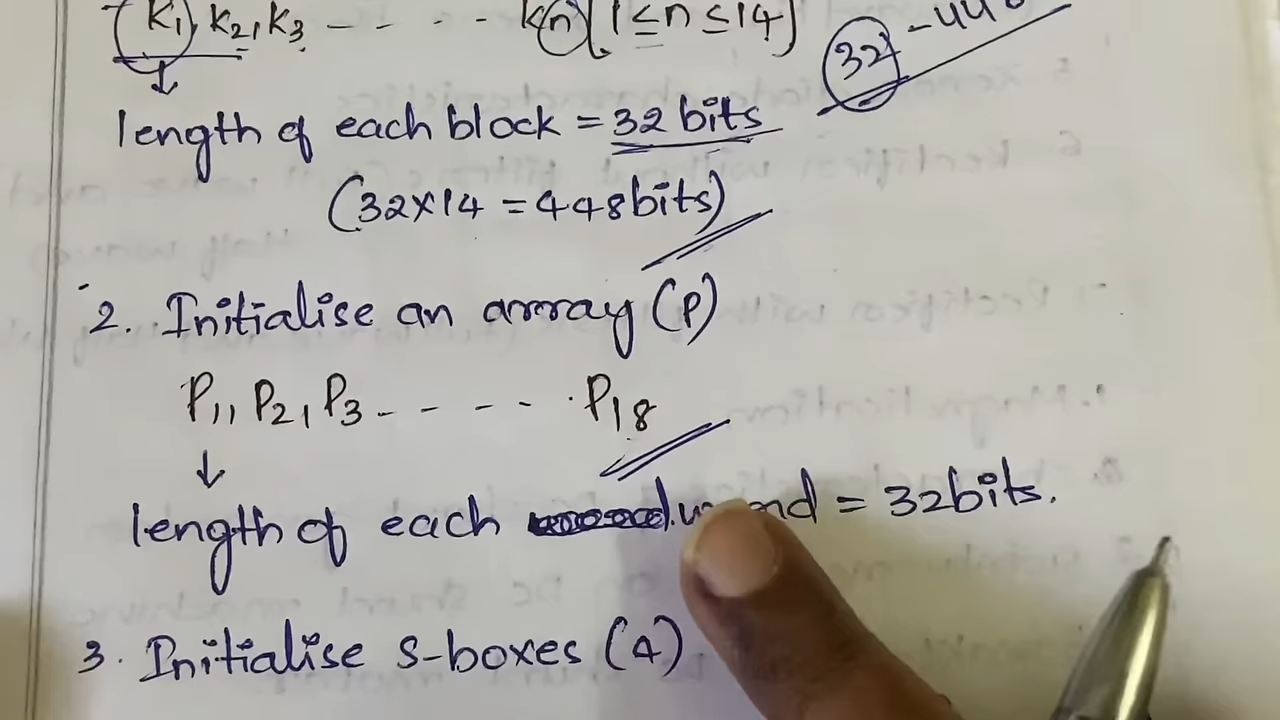 K1, K2, K3 - - - - - Kn [1 ≤ n ≤ 14]
32 - 448
length of each block = 32 bits
(32×14 = 448bits)
2. Initialise an array (P)
P1, P2, P3 - - - - - P18
length of each = 32bits.
3. Initialise S-boxes (4)